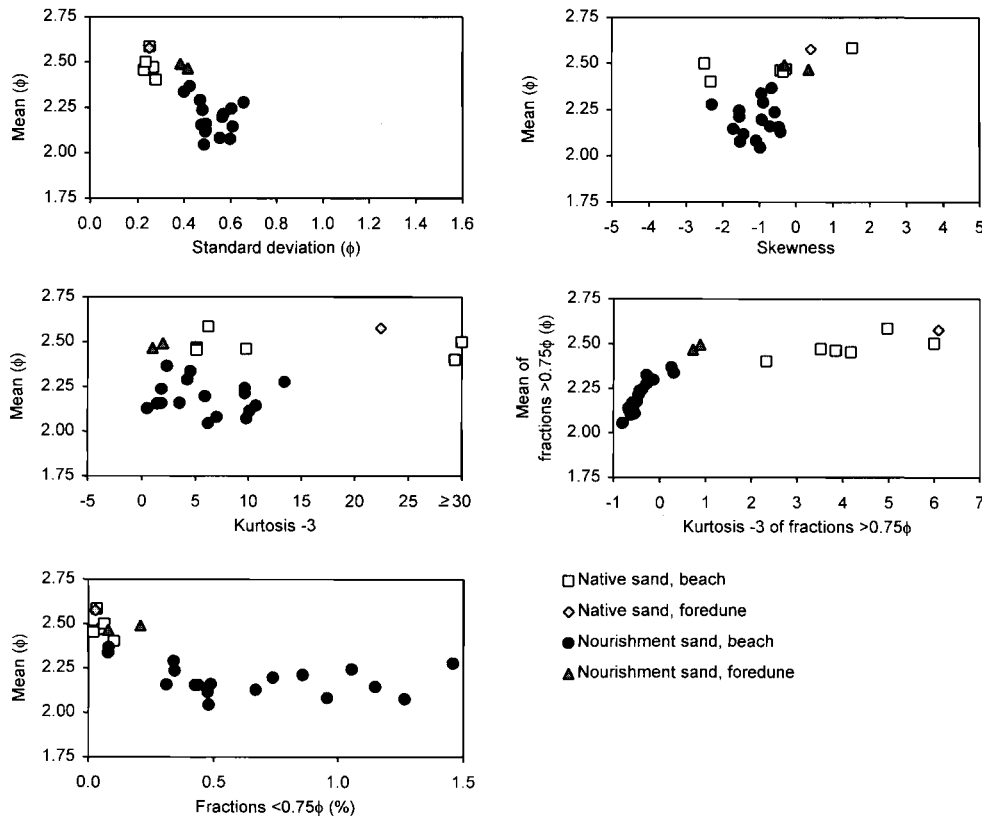 2.75
2.50
2.25
2.00
1.75
Mean (ϕ)
0.0 0.2 0.4 0.6 0.8 1.0 1.2 1.4 1.6
Standard deviation (ϕ)
2.75
2.50
2.25
2.00
1.75
Mean (ϕ)
-5 -4 -3 -2 -1 0 1 2 3 4 5
Skewness
2.75
2.50
2.25
2.00
1.75
Mean (ϕ)
-5 0 5 10 15 20 25 ≥30
Kurtosis -3
2.75
2.50
2.25
2.00
1.75
Mean of
fractions >0.75ϕ (ϕ)
-1 0 1 2 3 4 5 6 7
Kurtosis -3 of fractions >0.75ϕ
2.75
2.50
2.25
2.00
1.75
Mean (ϕ)
0.0 0.5 1.0 1.5
Fractions <0.75ϕ (%)
Native sand, beach
Native sand, foredune
Nourishment sand, beach
Nourishment sand, foredune